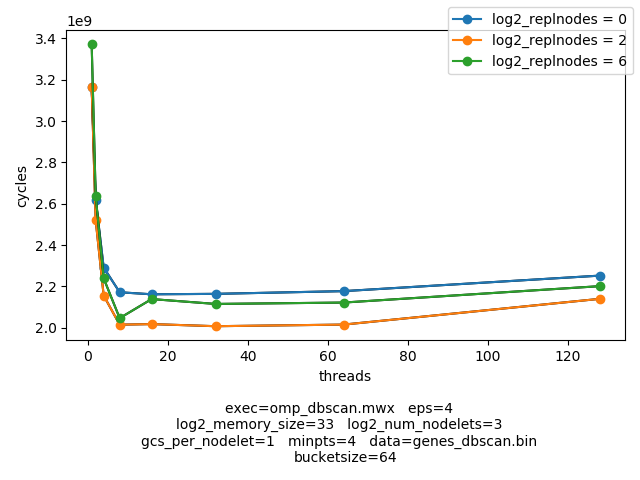 1e9
log2_replnodes = 0
log2_replnodes = 2
log2_replnodes = 6
3.4
3.2
3.0
2.8
2.6
2.4
2.2
2.0
cycles
0 20 40 60 80 100 120
threads
exec=omp_dbscan.mwx eps=4
log2_memory_size=33 log2_num_nodelets=3
gcs_per_nodelet=1 minpts=4 data=genes_dbscan.bin
bucketsize=64